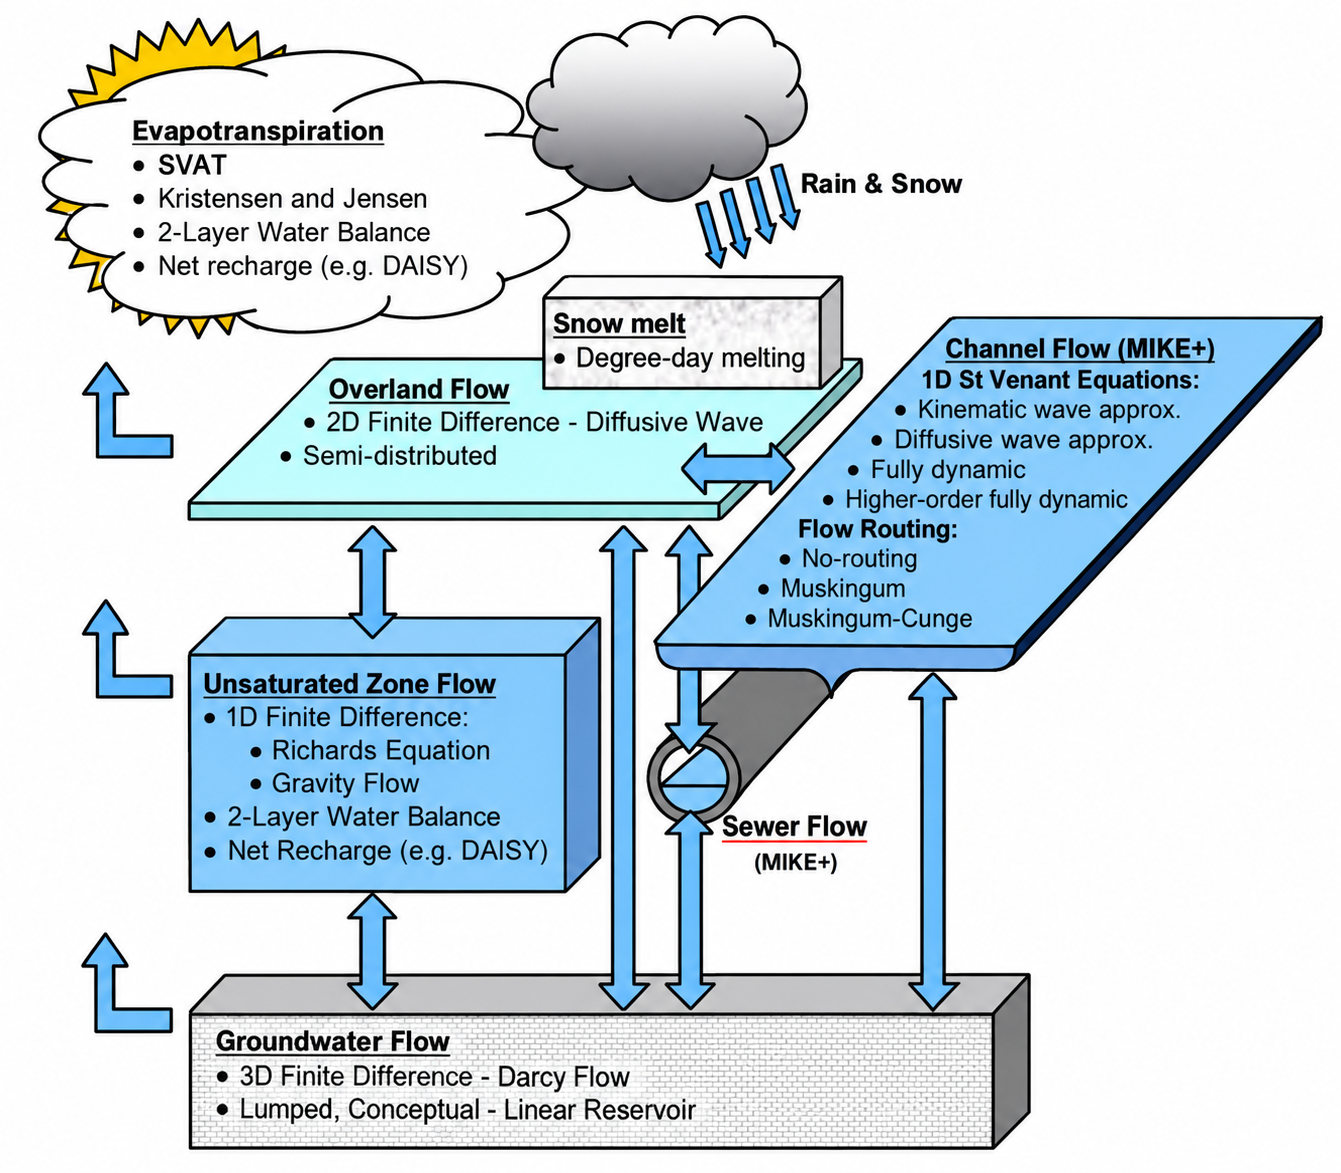 Evapotranspiration
• SVAT
• Kristensen and Jensen
• 2-Layer Water Balance
• Net recharge (e.g. DAISY)
Rain & Snow
Snow melt
• Degree-day melting
Overland Flow
• 2D Finite Difference - Diffusive Wave
• Semi-distributed
Channel Flow (MIKE+)
1D St Venant Equations:
• Kinematic wave approx.
• Diffusive wave approx.
• Fully dynamic
• Higher-order fully dynamic
Flow Routing:
• No-routing
• Muskingum
• Muskingum-Cunge
Unsaturated Zone Flow
• 1D Finite Difference:
• Richards Equation
• Gravity Flow
• 2-Layer Water Balance
• Net Recharge (e.g. DAISY)
Sewer Flow
(MIKE+)
Groundwater Flow
• 3D Finite Difference - Darcy Flow
• Lumped, Conceptual - Linear Reservoir